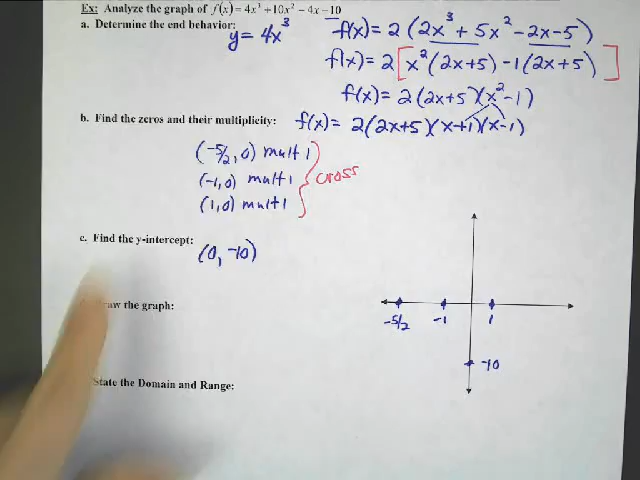 Ex: Analyze the graph of f(x) = 4x³ +10x² − 4x −10
a. Determine the end behavior:
y = 4x³
f(x) = 2 (2x³ + 5x² − 2x − 5)
f(x) = 2 [x²(2x+5) − 1(2x+5)]
f(x) = 2(2x+5)(x²−1)
b. Find the zeros and their multiplicity:
f(x) = 2(2x+5)(x+1)(x−1)
(−5/2, 0) mult 1
(−1, 0) mult 1
(1, 0) mult 1
cross
c. Find the y-intercept:
(0, −10)
raw the graph:
−5/2 −1 1
−10
State the Domain and Range: